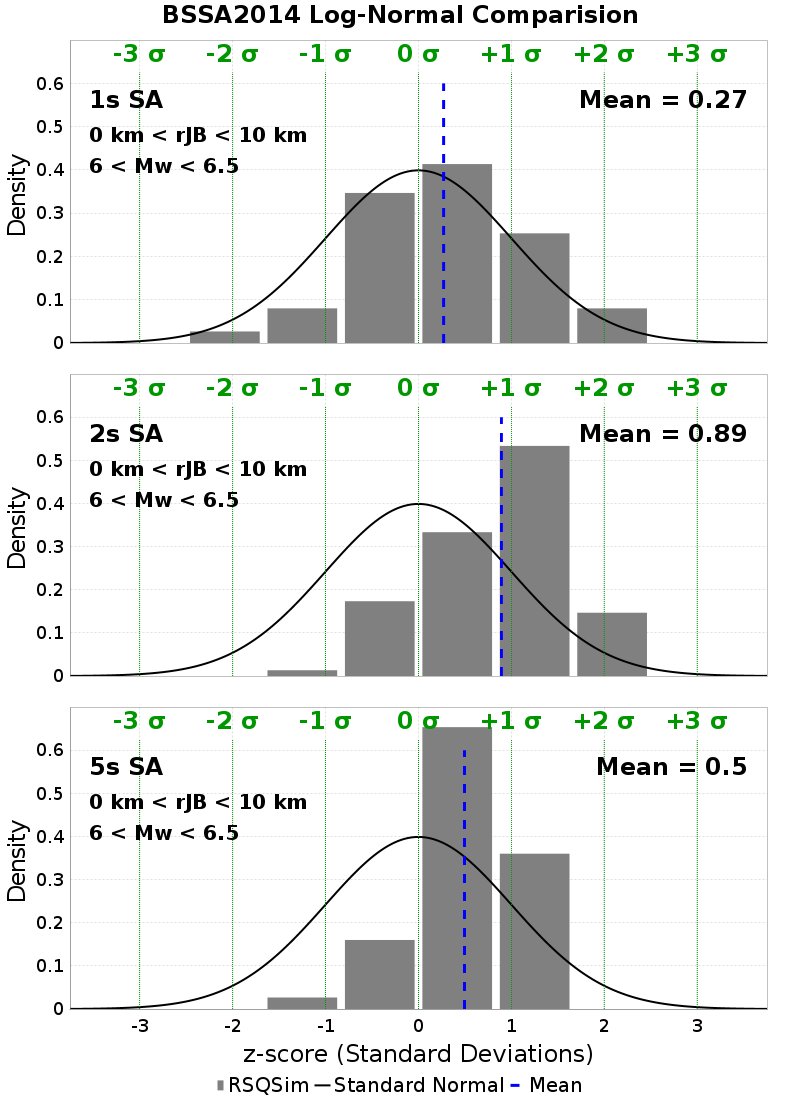 BSSA2014 Log-Normal Comparision
-3 σ -2 σ -1 σ 0 σ +1 σ +2 σ +3 σ
0.6
1s SA Mean = 0.27
0.5
0 km < rJB < 10 km
6 < Mw < 6.5
0.4
0.3
0.2
0.1
0
Density
-3 σ -2 σ -1 σ 0 σ +1 σ +2 σ +3 σ
0.6
2s SA Mean = 0.89
0.5
0 km < rJB < 10 km
6 < Mw < 6.5
0.4
0.3
0.2
0.1
0
Density
-3 σ -2 σ -1 σ 0 σ +1 σ +2 σ +3 σ
0.6
5s SA Mean = 0.5
0.5
0 km < rJB < 10 km
6 < Mw < 6.5
0.4
0.3
0.2
0.1
0
Density
-3 -2 -1 0 1 2 3
z-score (Standard Deviations)
RSQSim Standard Normal Mean